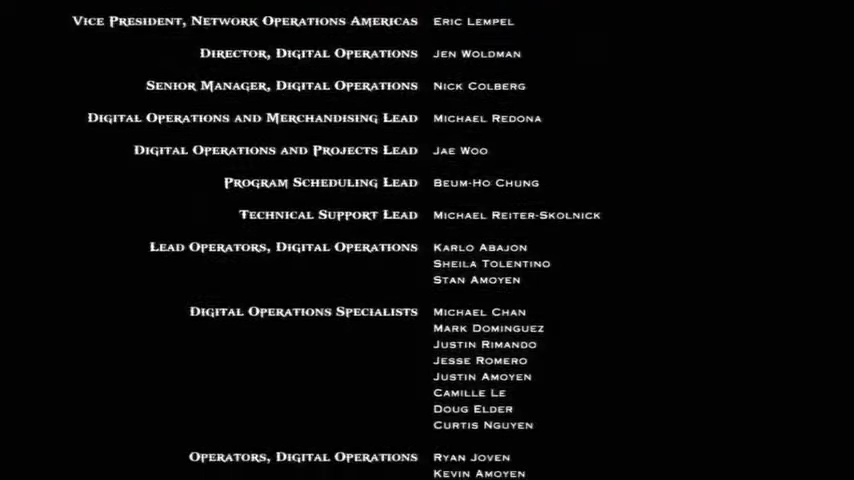 Vice President, Network Operations Americas Eric Lempel
Director, Digital Operations Jen Woldman
Senior Manager, Digital Operations Nick Colberg
Digital Operations and Merchandising Lead Michael Redona
Digital Operations and Projects Lead Jae Woo
Program Scheduling Lead Beum-Ho Chung
Technical Support Lead Michael Reiter-Skolnick
Lead Operators, Digital Operations Karlo Abajon
Sheila Tolentino
Stan Amoyen
Digital Operations Specialists Michael Chan
Mark Dominguez
Justin Rimando
Jesse Romero
Justin Amoyen
Camille Le
Doug Elder
Curtis Nguyen
Operators, Digital Operations Ryan Joven
Kevin Amoyen